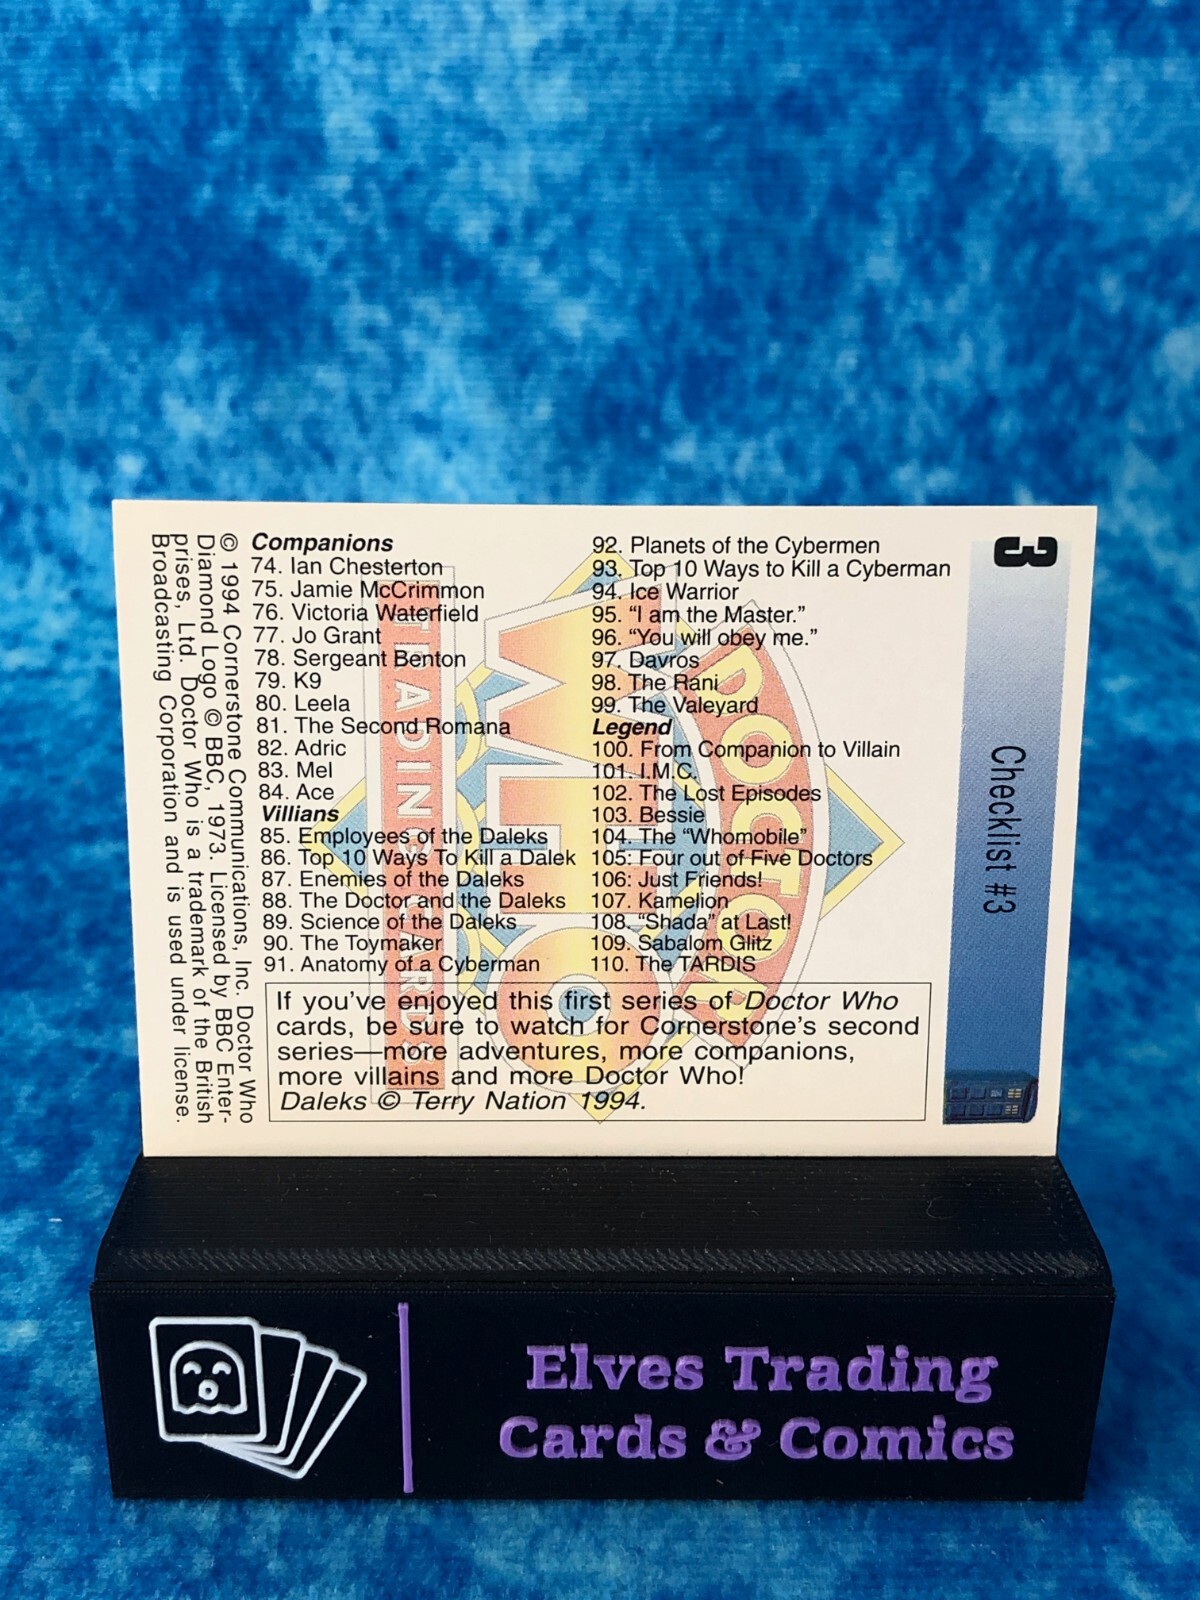 Companions
74. Ian Chesterton
75. Jamie McCrimmon
76. Victoria Waterfield
77. Jo Grant
78. Sergeant Benton
79. K9
80. Leela
81. The Second Romana
82. Adric
83. Mel
84. Ace
Villians
85. Employees of the Daleks
86. Top 10 Ways To Kill a Dalek
87. Enemies of the Daleks
88. The Doctor and the Daleks
89. Science of the Daleks
90. The Toymaker
91. Anatomy of a Cyberman
92. Planets of the Cybermen
93. Top 10 Ways to Kill a Cyberman
94. Ice Warrior
95. “I am the Master.”
96. “You will obey me.”
97. Davros
98. The Rani
99. The Valeyard
Legend
100. From Companion to Villain
101. I.M.C.
102. The Lost Episodes
103. Bessie
104. The “Whomobile”
105: Four out of Five Doctors
106: Just Friends!
107. Kamelion
108. “Shada” at Last!
109. Sabalom Glitz
110. The TARDIS
If you’ve enjoyed this first series of Doctor Who
cards, be sure to watch for Cornerstone’s second
series—more adventures, more companions,
more villains and more Doctor Who!
Daleks © Terry Nation 1994.
© 1994 Cornerstone Communications, Inc. Doctor Who
Diamond Logo © BBC, 1973. Licensed by BBC Enter-
prises, Ltd. Doctor Who is a trademark of the British
Broadcasting Corporation and is used under license.
3
Checklist #3
DOCTOR
WHO
TRADING CARDS
Elves Trading
Cards & Comics